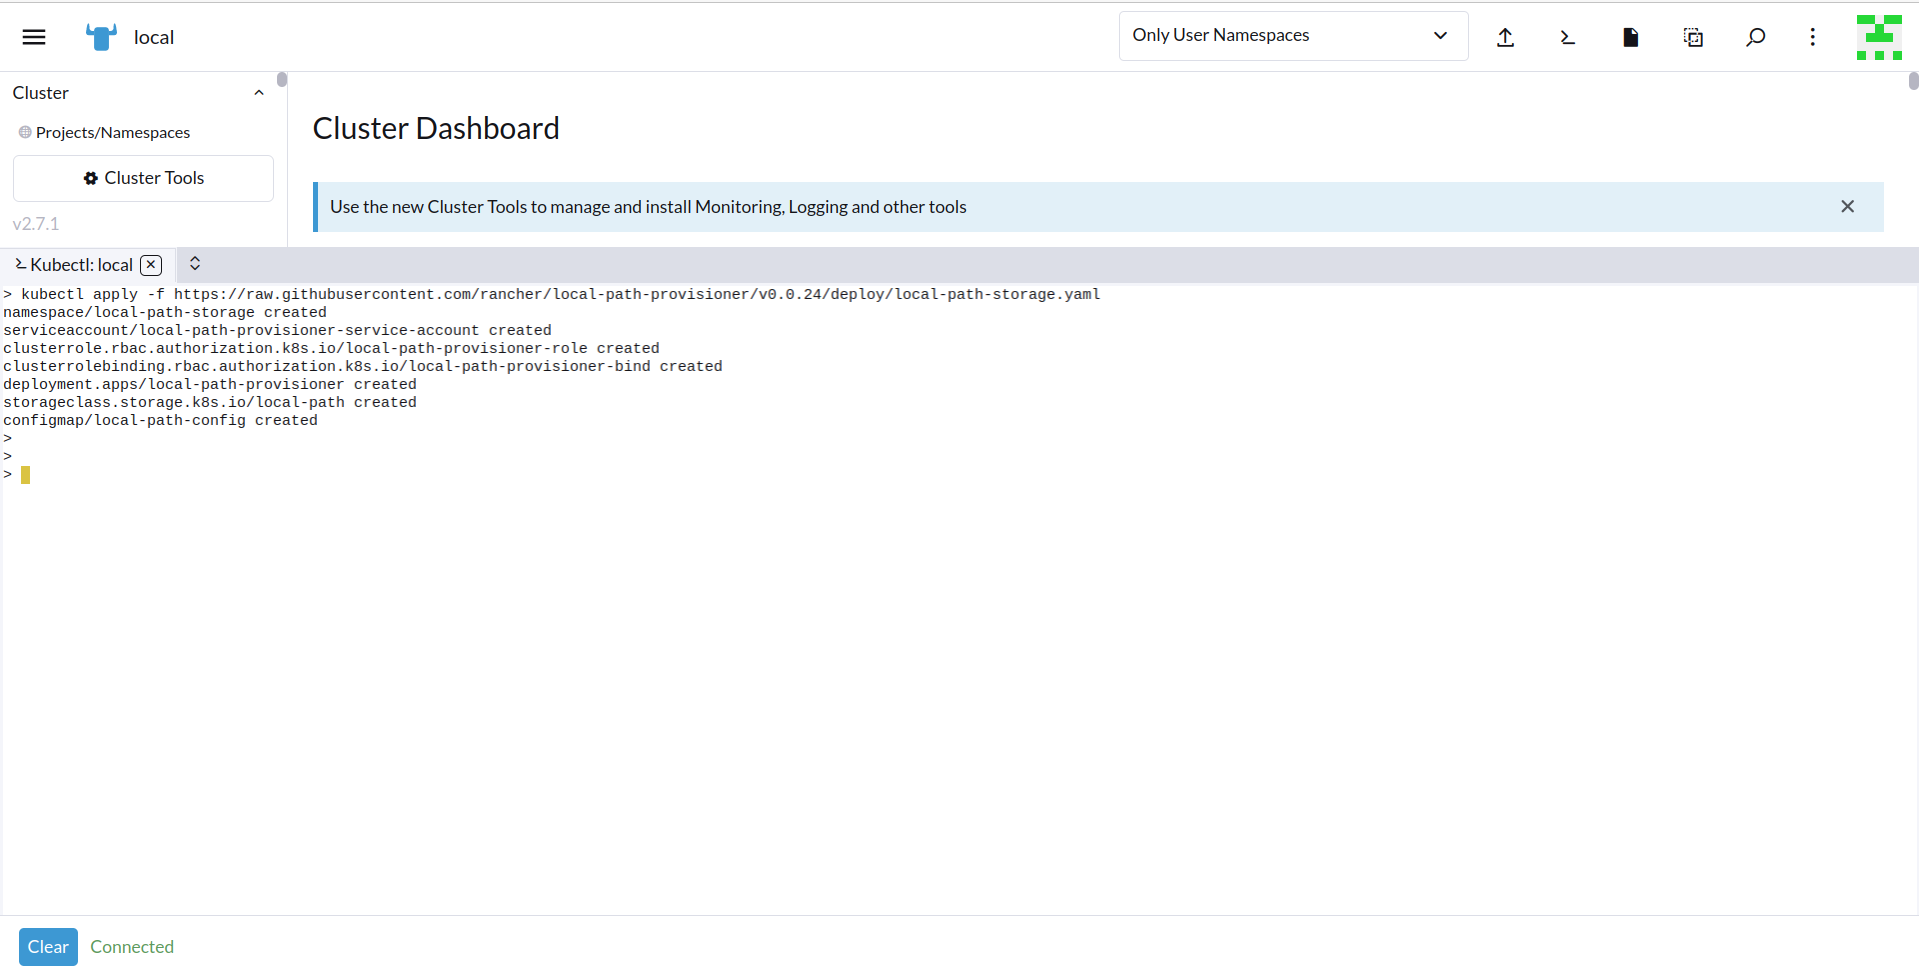 local
Only User Namespaces
Cluster
Projects/Namespaces
Cluster Tools
v2.7.1
Cluster Dashboard
Use the new Cluster Tools to manage and install Monitoring, Logging and other tools
Kubectl: local
> kubectl apply -f https://raw.githubusercontent.com/rancher/local-path-provisioner/v0.0.24/deploy/local-path-storage.yaml
namespace/local-path-storage created
serviceaccount/local-path-provisioner-service-account created
clusterrole.rbac.authorization.k8s.io/local-path-provisioner-role created
clusterrolebinding.rbac.authorization.k8s.io/local-path-provisioner-bind created
deployment.apps/local-path-provisioner created
storageclass.storage.k8s.io/local-path created
configmap/local-path-config created
>
>
>
Clear
Connected